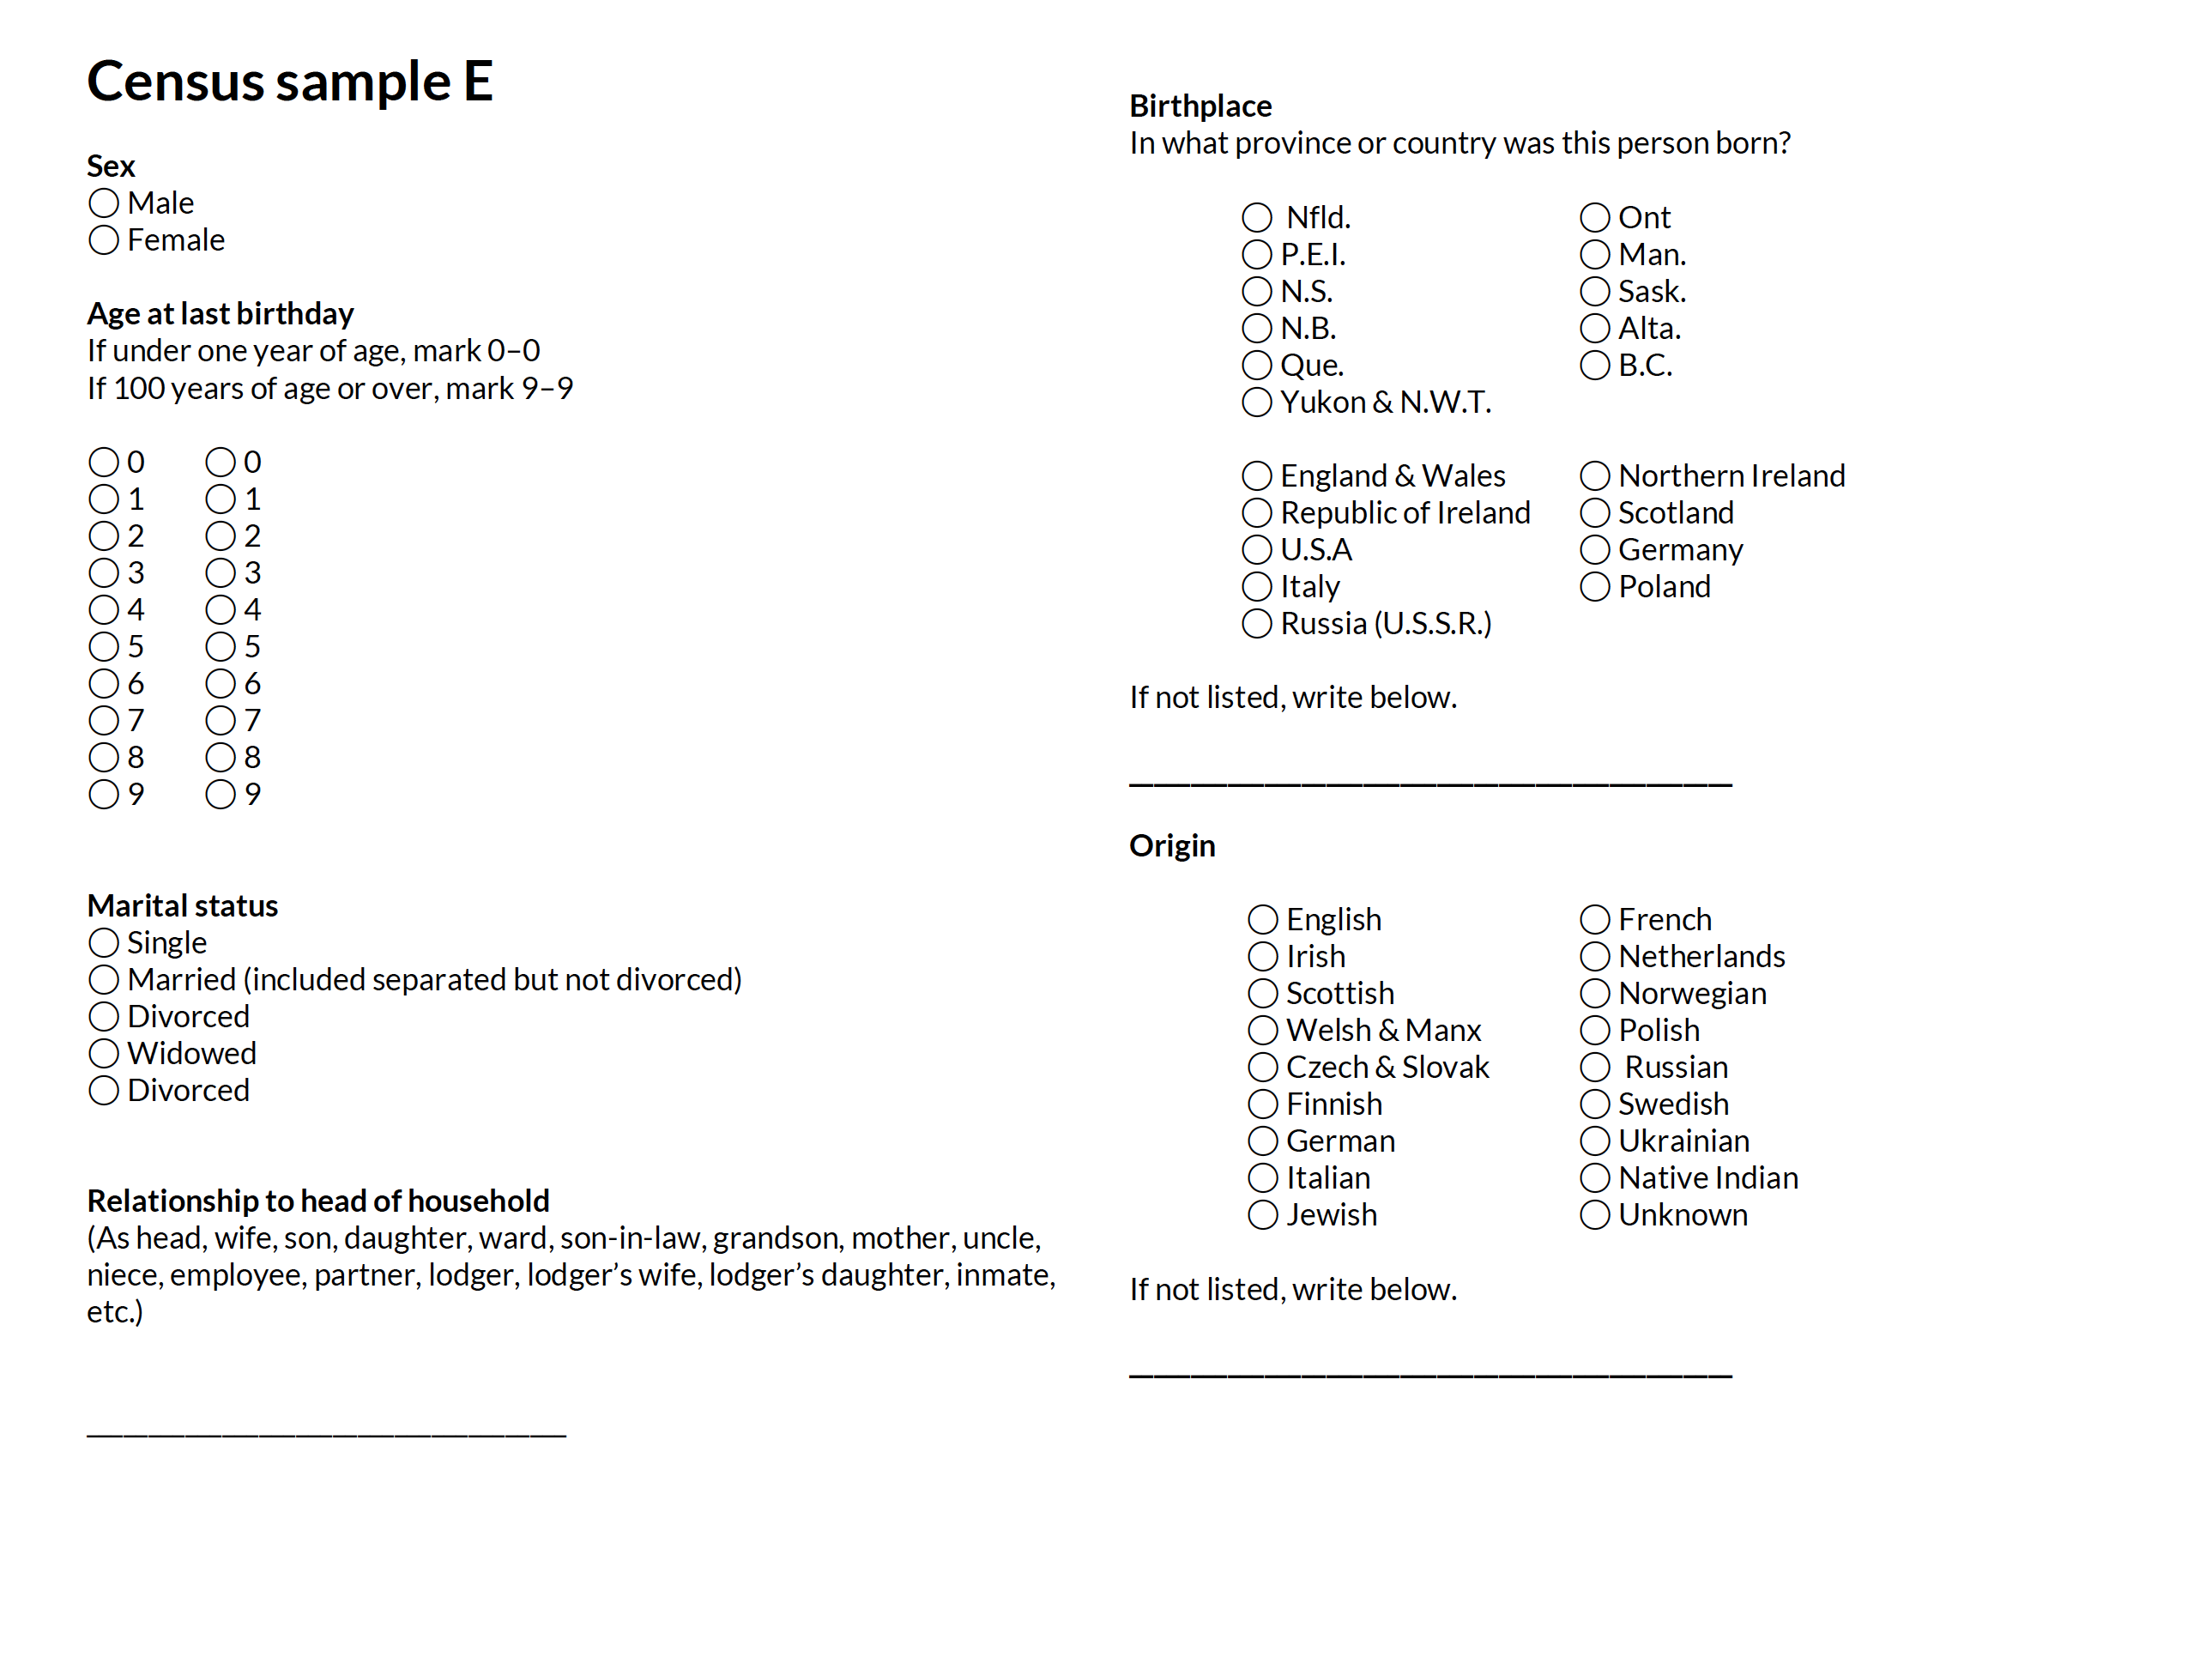 Census sample E
Sex
◯ Male
◯ Female
Age at last birthday
If under one year of age, mark 0–0
If 100 years of age or over, mark 9–9
◯ 0 ◯ 0
◯ 1 ◯ 1
◯ 2 ◯ 2
◯ 3 ◯ 3
◯ 4 ◯ 4
◯ 5 ◯ 5
◯ 6 ◯ 6
◯ 7 ◯ 7
◯ 8 ◯ 8
◯ 9 ◯ 9
Marital status
◯ Single
◯ Married (included separated but not divorced)
◯ Divorced
◯ Widowed
◯ Divorced
Relationship to head of household
(As head, wife, son, daughter, ward, son-in-law, grandson, mother, uncle,
niece, employee, partner, lodger, lodger’s wife, lodger’s daughter, inmate,
etc.)
Birthplace
In what province or country was this person born?
◯ Nfld. ◯ Ont
◯ P.E.I. ◯ Man.
◯ N.S. ◯ Sask.
◯ N.B. ◯ Alta.
◯ Que. ◯ B.C.
◯ Yukon & N.W.T.
◯ England & Wales ◯ Northern Ireland
◯ Republic of Ireland ◯ Scotland
◯ U.S.A ◯ Germany
◯ Italy ◯ Poland
◯ Russia (U.S.S.R.)
If not listed, write below.
Origin
◯ English ◯ French
◯ Irish ◯ Netherlands
◯ Scottish ◯ Norwegian
◯ Welsh & Manx ◯ Polish
◯ Czech & Slovak ◯ Russian
◯ Finnish ◯ Swedish
◯ German ◯ Ukrainian
◯ Italian ◯ Native Indian
◯ Jewish ◯ Unknown
If not listed, write below.